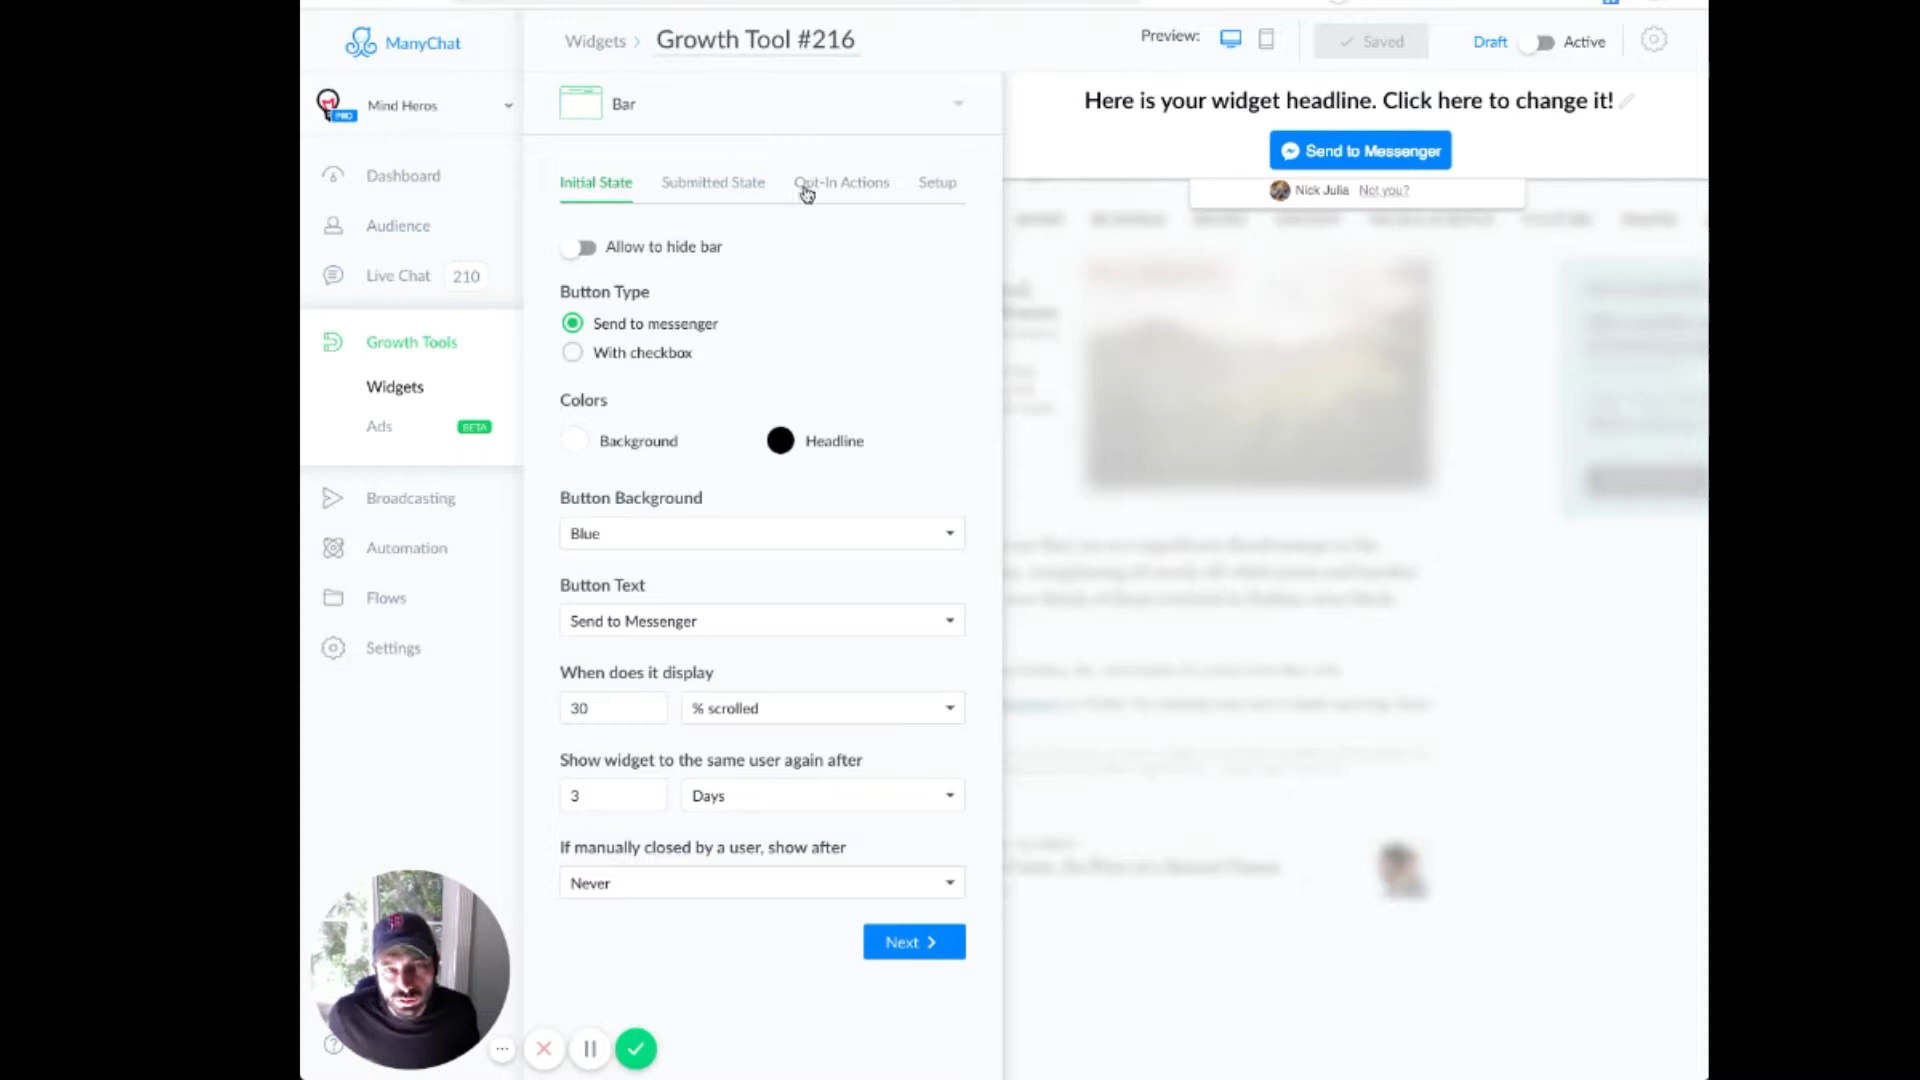 ManyChat
Widgets
Growth Tool #216
Preview:
Saved
Draft
Active
PRO
Mind Heros
Bar
Here is your widget headline. Click here to change it!
Send to Messenger
Nick Julia Not you?
Dashboard
Audience
Live Chat 210
Growth Tools
Widgets
Ads BETA
Broadcasting
Automation
Flows
Settings
Initial State Submitted State Opt-In Actions Setup
Allow to hide bar
Button Type
Send to messenger
With checkbox
Colors
Background Headline
Button Background
Blue
Button Text
Send to Messenger
When does it display
30 % scrolled
Show widget to the same user again after
3 Days
If manually closed by a user, show after
Never
Next